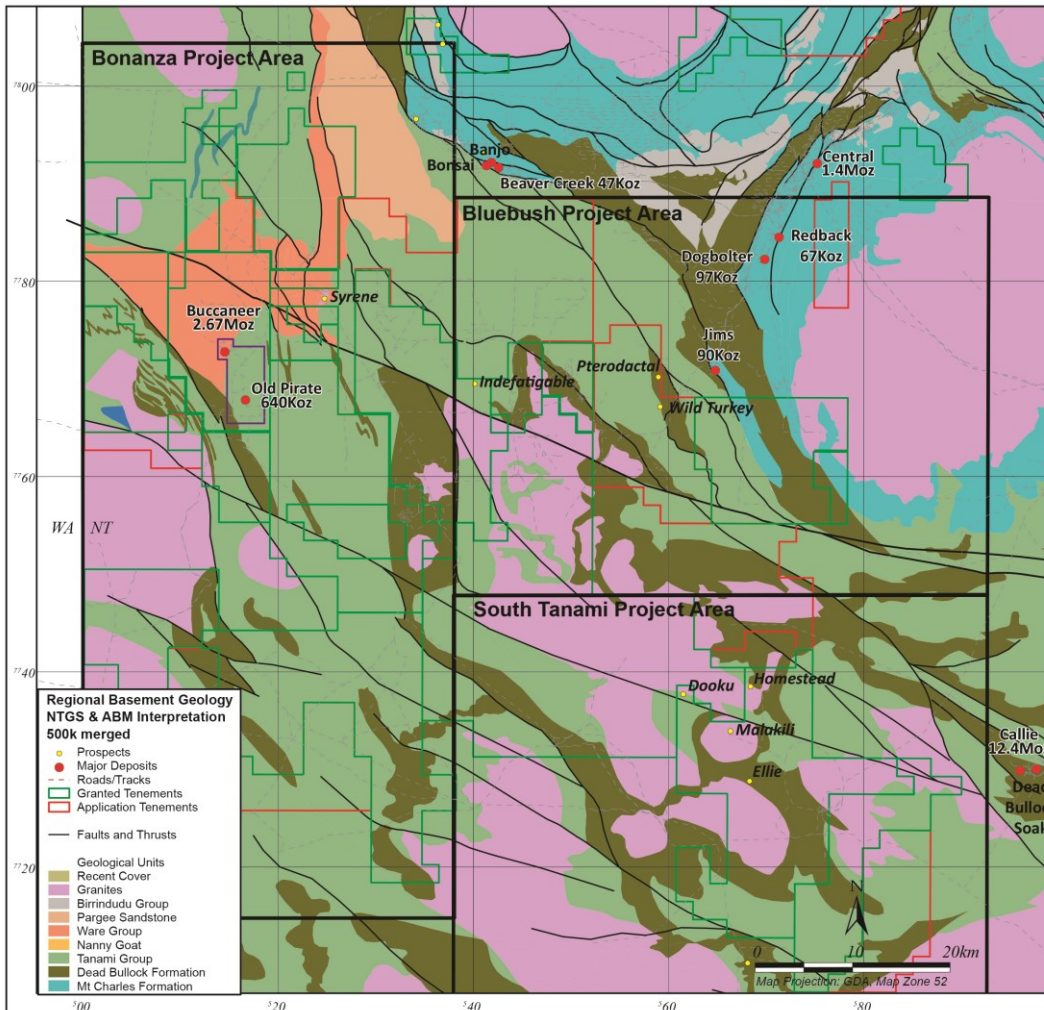 Bonanza Project Area
⁷⁸00
Banjo
Bonsai
Beaver Creek 47Koz
Central
1.4Moz
Bluebush Project Area
Redback
67Koz
Dogbolter
97Koz
⁷⁷80
Syrene
Buccaneer
2.67Moz
Jims
90Koz
Pterodactal
Indefatigable
Old Pirate
640Koz
Wild Turkey
⁷⁷60
WA NT
South Tanami Project Area
⁷⁷40
Dooku
Homestead
Malakili
Callie
12.4Moz
Ellie
Dead
Bullock
Soak
Regional Basement Geology
NTGS & ABM Interpretation
500k merged
Prospects
Major Deposits
Roads/Tracks
Granted Tenements
Application Tenements
Faults and Thrusts
Geological Units
Recent Cover
Granites
Birrindudu Group
Pargee Sandstone
Ware Group
Nanny Goat
Tanami Group
Dead Bullock Formation
Mt Charles Formation
⁷⁷20
N
0 10 20km
Map Projection: GDA, Map Zone 52
⁵00 ⁵20 ⁵40 ⁵60 ⁵80